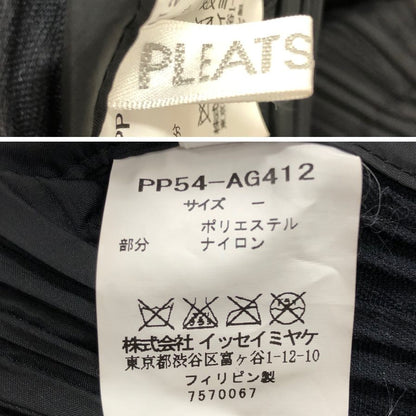 PLEATS
PP
PP54-AG412
サイズ －
ポリエステル
部分 ナイロン
株式会社 イッセイミヤケ
東京都渋谷区富ヶ谷1-12-10
フィリピン製
7570067